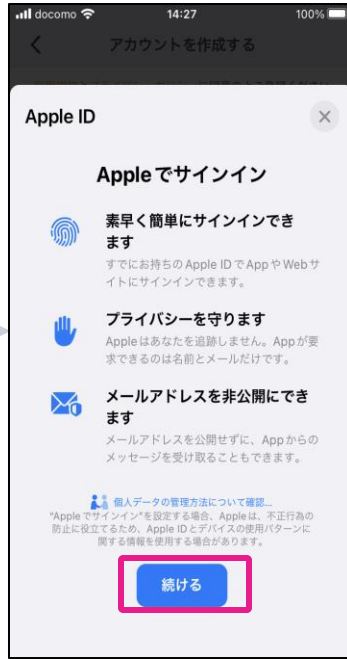 docomo 14:27 100%
アカウントを作成する
Apple ID
Appleでサインイン
素早く簡単にサインインでき
ます
すでにお持ちのApple IDでAppやWebサ
イトにサインインできます。
プライバシーを守ります
Appleはあなたを追跡しません。Appが要
求できるのは名前とメールだけです。
メールアドレスを非公開にでき
ます
メールアドレスを公開せずに、Appからの
メッセージを受け取ることもできます。
個人データの管理方法について確認...
"Appleでサインイン"を設定する場合、Appleは、不正行為の
防止に役立てるため、Apple IDとデバイスの使用パターンに
関する情報を使用する場合があります。
続ける